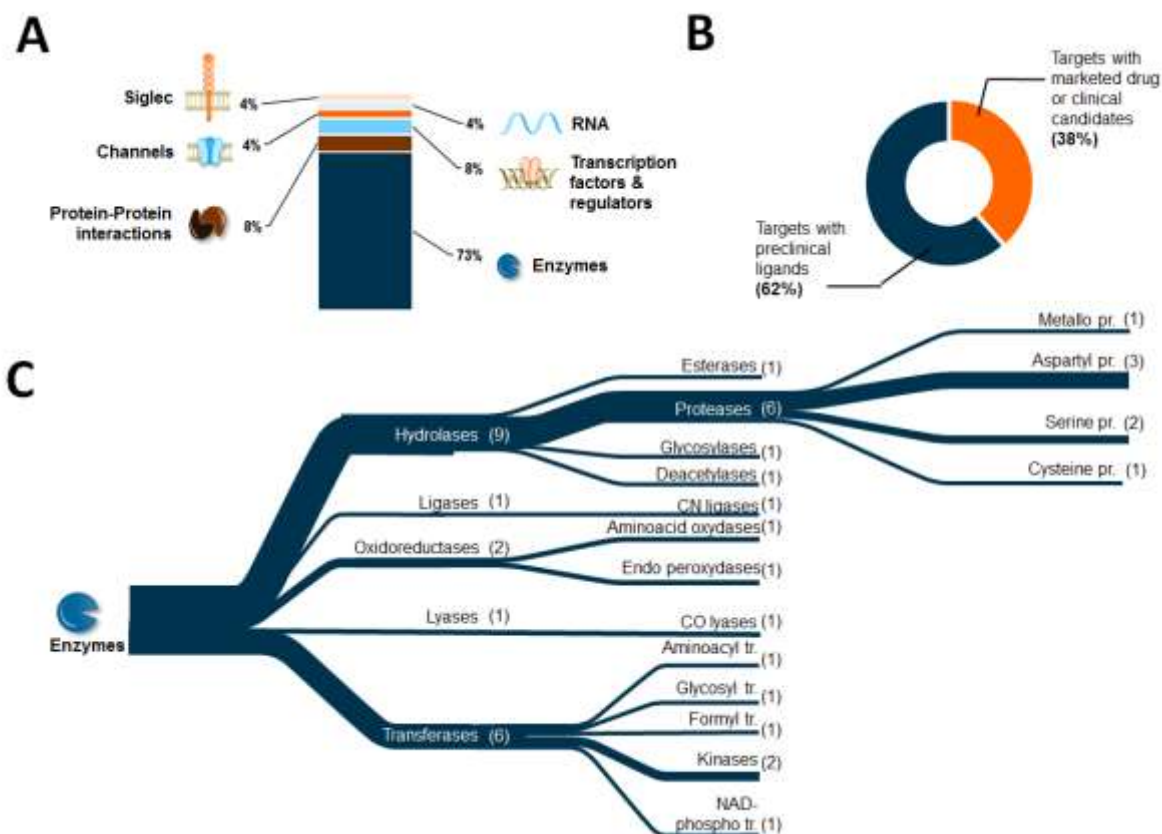 A
Siglec
4%
Channels
4%
Protein-Protein
interactions
8%
4%
RNA
8%
Transcription
factors &
regulators
73%
Enzymes
B
Targets with
marketed drug
or clinical
candidates
(38%)
Targets with
preclinical
ligands
(62%)
C
Enzymes
Hydrolases (9)
Ligases (1)
Oxidoreductases (2)
Lyases (1)
Transferases (6)
Esterases (1)
Proteases (6)
Glycosylases (1)
Deacetylases (1)
CN ligases (1)
Aminoacid oxydases (1)
Endo peroxydases (1)
CO lyases (1)
Aminoacyl tr. (1)
Glycosyl tr. (1)
Formyl tr. (1)
Kinases (2)
NAD-
phospho tr. (1)
Metallo pr. (1)
Aspartyl pr. (3)
Serine pr. (2)
Cysteine pr. (1)